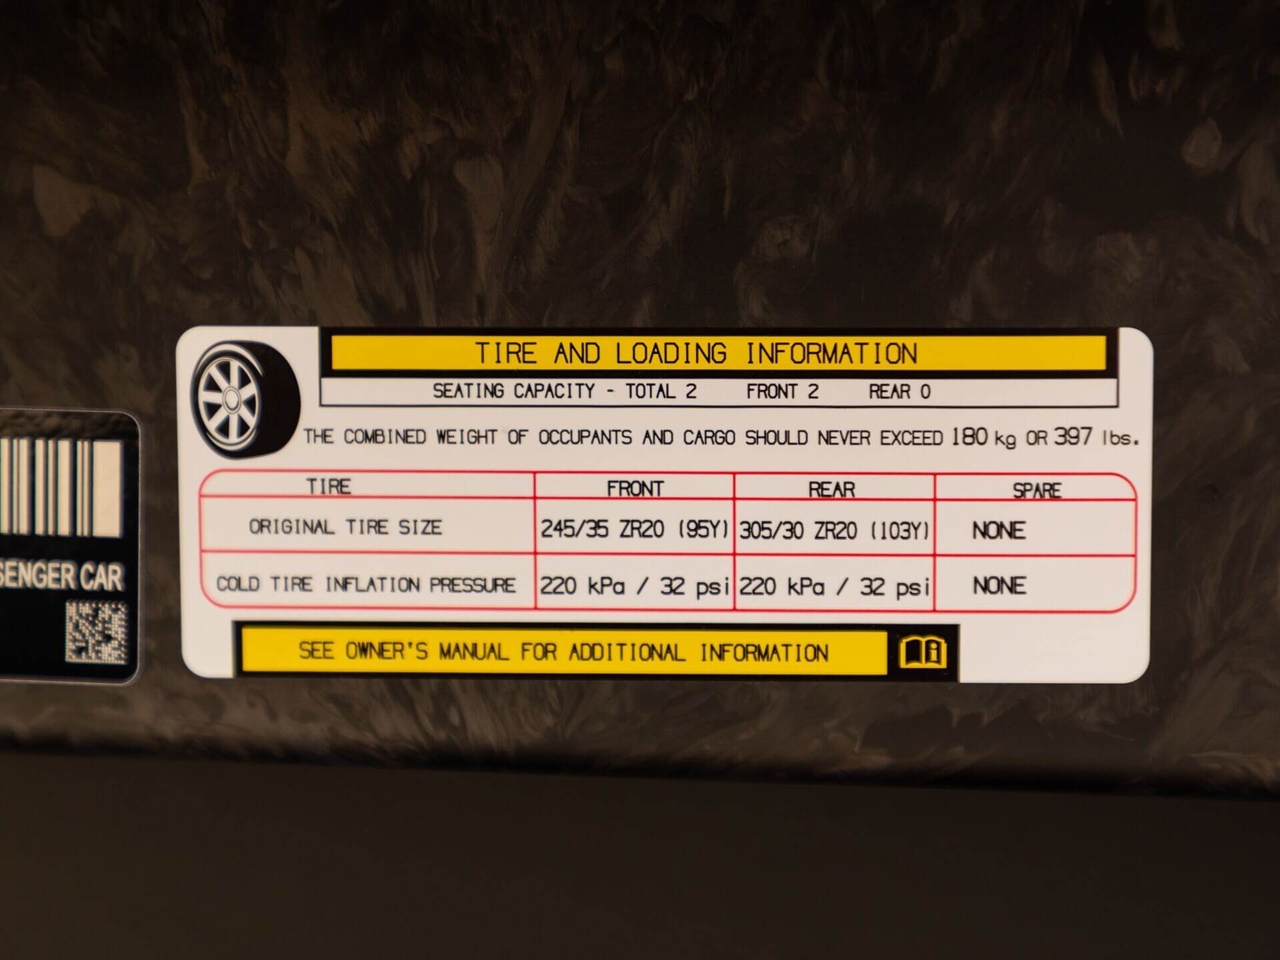 TIRE AND LOADING INFORMATION
SEATING CAPACITY - TOTAL 2 FRONT 2 REAR 0
THE COMBINED WEIGHT OF OCCUPANTS AND CARGO SHOULD NEVER EXCEED 180 kg OR 397 lbs.
TIRE FRONT REAR SPARE
ORIGINAL TIRE SIZE 245/35 ZR20 (95Y) 305/30 ZR20 (103Y) NONE
COLD TIRE INFLATION PRESSURE 220 kPa / 32 psi 220 kPa / 32 psi NONE
SEE OWNER'S MANUAL FOR ADDITIONAL INFORMATION
SENGER CAR